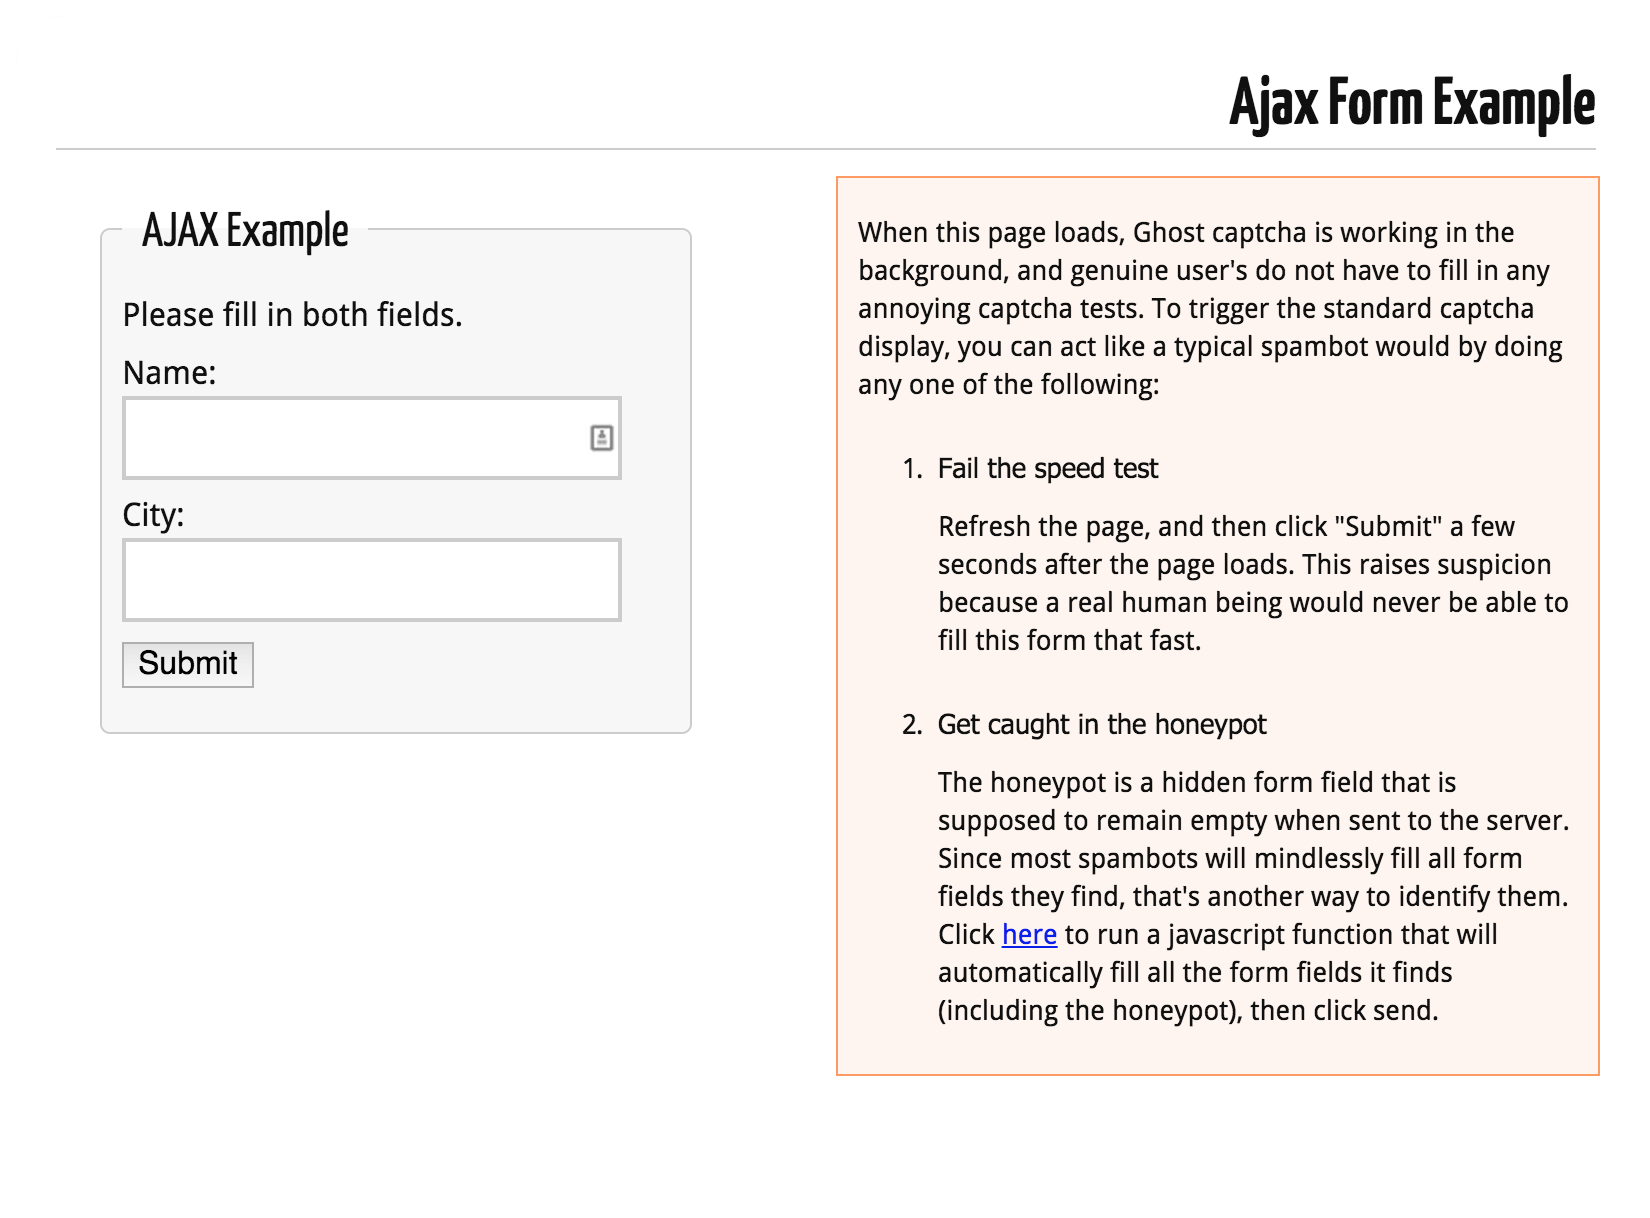 Ajax Form Example
AJAX Example
Please fill in both fields.
Name:
City:
Submit
When this page loads, Ghost captcha is working in the
background, and genuine user's do not have to fill in any
annoying captcha tests. To trigger the standard captcha
display, you can act like a typical spambot would by doing
any one of the following:
1. Fail the speed test
Refresh the page, and then click "Submit" a few
seconds after the page loads. This raises suspicion
because a real human being would never be able to
fill this form that fast.
2. Get caught in the honeypot
The honeypot is a hidden form field that is
supposed to remain empty when sent to the server.
Since most spambots will mindlessly fill all form
fields they find, that's another way to identify them.
Click here to run a javascript function that will
automatically fill all the form fields it finds
(including the honeypot), then click send.